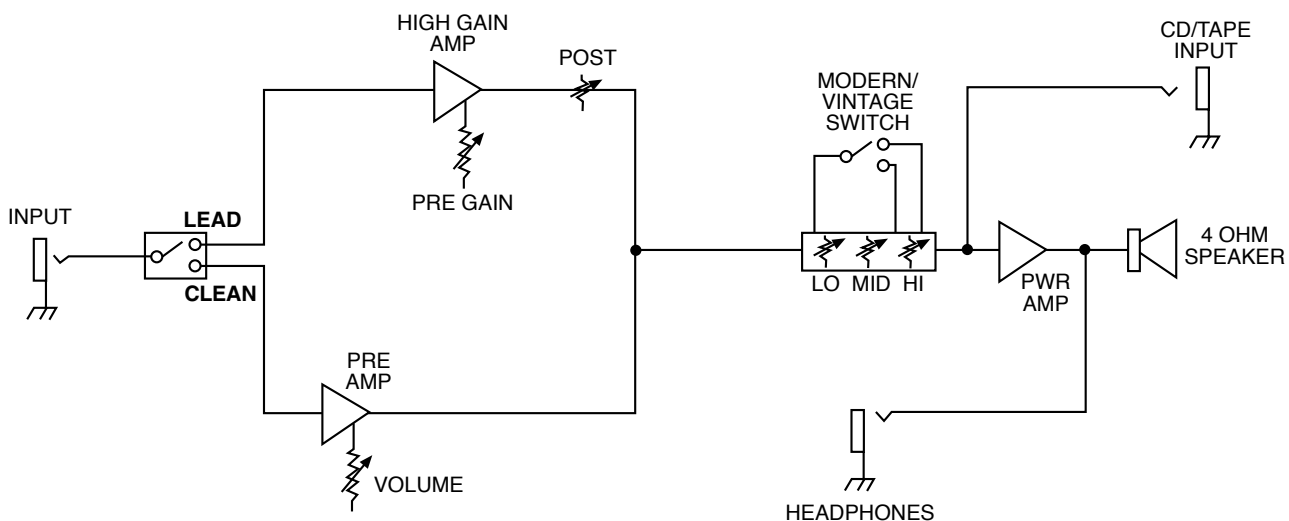 HIGH GAIN
AMP
POST
PRE GAIN
INPUT
LEAD
CLEAN
PRE
AMP
VOLUME
MODERN/
VINTAGE
SWITCH
LO MID HI
CD/TAPE
INPUT
PWR
AMP
4 OHM
SPEAKER
HEADPHONES